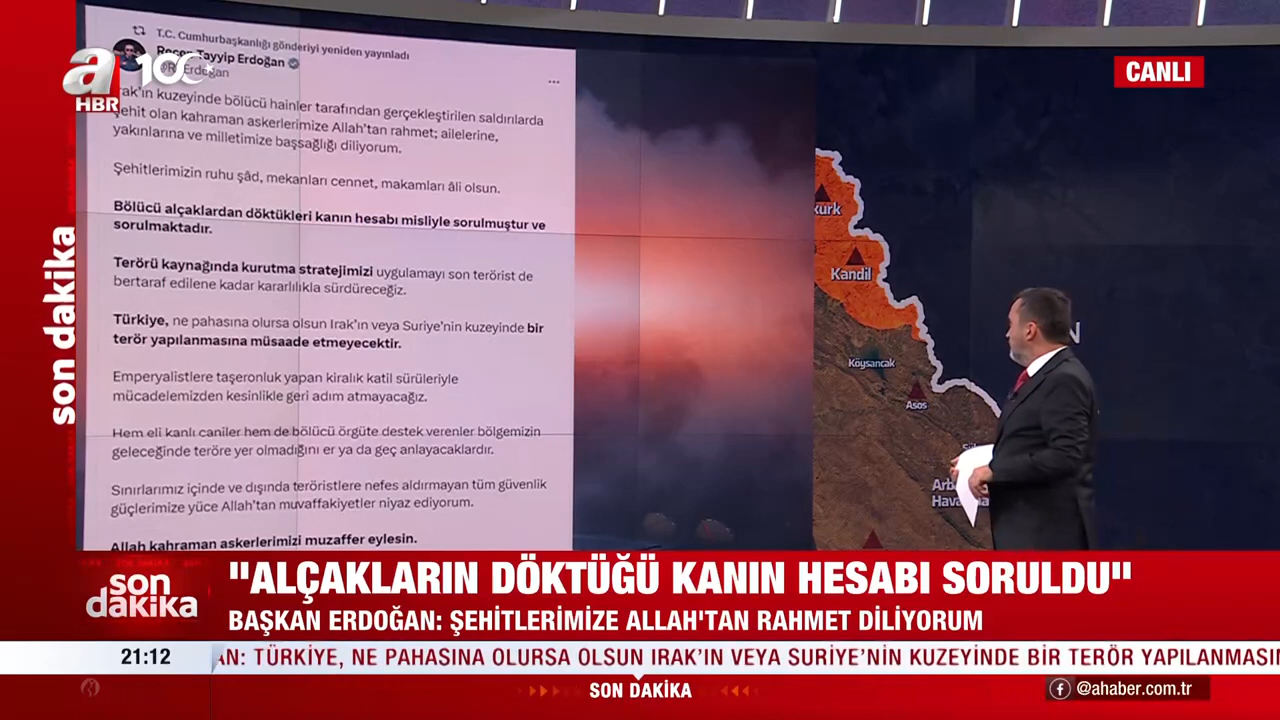 T.C. Cumhurbaşkanlığı gönderiyi yeniden yayınladı
Recep Tayyip Erdoğan
a
100
HBR
CANLI
Irak'ın kuzeyinde bölücü hainler tarafından gerçekleştirilen saldırılarda
şehit olan kahraman askerlerimize Allah'tan rahmet; ailelerine,
yakınlarına ve milletimize başsağlığı diliyorum.
Şehitlerimizin ruhu şâd, mekanları cennet, makamları âli olsun.
Bölücü alçaklardan döktükleri kanın hesabı misliyle sorulmuştur ve
sorulmaktadır.
Terörü kaynağında kurutma stratejimizi uygulamayı son terörist de
bertaraf edilene kadar kararlılıkla sürdüreceğiz.
Türkiye, ne pahasına olursa olsun Irak'ın veya Suriye'nin kuzeyinde bir
terör yapılanmasına müsaade etmeyecektir.
Emperyalistlere taşeronluk yapan kiralık katil sürüleriyle
mücadelemizden kesinlikle geri adım atmayacağız.
Hem eli kanlı caniler hem de bölücü örgüte destek verenler bölgemizin
geleceğinde teröre yer olmadığını er ya da geç anlayacaklardır.
Sınırlarımız içinde ve dışında teröristlere nefes aldırmayan tüm güvenlik
güçlerimize yüce Allah'tan muvaffakiyetler niyaz ediyorum.
Allah kahraman askerlerimizi muzaffer eylesin.
Kandil
Köysancak
Asos
N
son dakika
son
dakika
"ALÇAKLARIN DÖKTÜĞÜ KANIN HESABI SORULDU"
BAŞKAN ERDOĞAN: ŞEHİTLERİMİZE ALLAH'TAN RAHMET DİLİYORUM
21:12
AN: TÜRKİYE, NE PAHASINA OLURSA OLSUN IRAK'IN VEYA SURİYE'NİN KUZEYİNDE BİR TERÖR YAPILANMASI
SON DAKİKA
@ahaber.com.tr